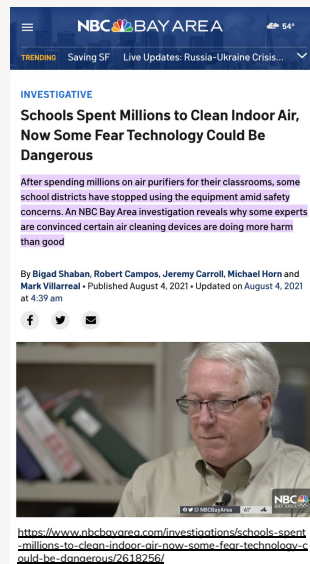 NBC BAY AREA 54°
TRENDING Saving SF Live Updates: Russia-Ukraine Crisis...
INVESTIGATIVE
Schools Spent Millions to Clean Indoor Air,
Now Some Fear Technology Could Be
Dangerous
After spending millions on air purifiers for their classrooms, some
school districts have stopped using the equipment amid safety
concerns. An NBC Bay Area investigation reveals why some experts
are convinced certain air cleaning devices are doing more harm
than good
By Bigad Shaban, Robert Campos, Jeremy Carroll, Michael Horn and
Mark Villarreal • Published August 4, 2021 • Updated on August 4, 2021
at 4:39 am
NBC
BAY AREA
NBCBayArea 61°
https://www.nbcbayarea.com/investigations/schools-spent
-millions-to-clean-indoor-air-now-some-fear-technology-c
ould-be-dangerous/2618256/